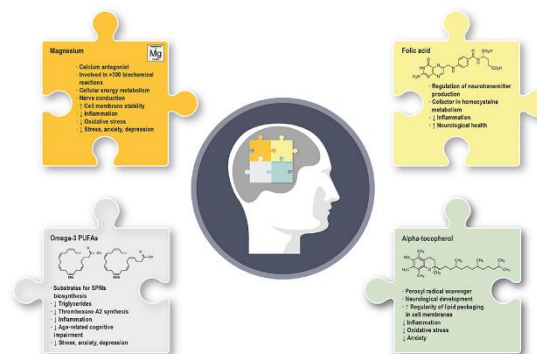 Magnesium
Mg
· Calcium antagonist
· Involved in >300 biochemical
reactions
· Cellular energy metabolism
· Nerve conduction
· ↑ Cell membrane stability
· ↓ Inflammation
· ↓ Oxidative stress
· ↓ Stress, anxiety, depression
Folic acid
· Regulation of neurotransmitter
production
· Cofactor in homocysteine
metabolism
· ↓ Inflammation
· ↑ Neurological health
Omega-3 PUFAs
· Substrates for SPMs
biosynthesis
· ↓ Triglycerides
· ↓ Thromboxane A2 synthesis
· ↓ Inflammation
· ↓ Age-related cognitive
impairment
· ↓ Stress, anxiety, depression
Alpha-tocopherol
· Peroxyl radical scavenger
· Neurological development
· ↑ Regularity of lipid packaging
in cell membranes
· ↓ Inflammation
· ↓ Oxidative stress
· ↓ Anxiety